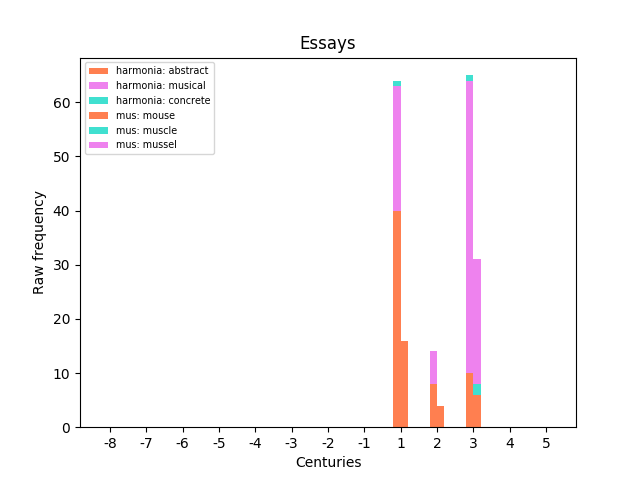 Essays
harmonia: abstract
harmonia: musical
harmonia: concrete
mus: mouse
mus: muscle
mus: mussel
Raw frequency
60
50
40
30
20
10
0
-8 -7 -6 -5 -4 -3 -2 -1 1 2 3 4 5
Centuries